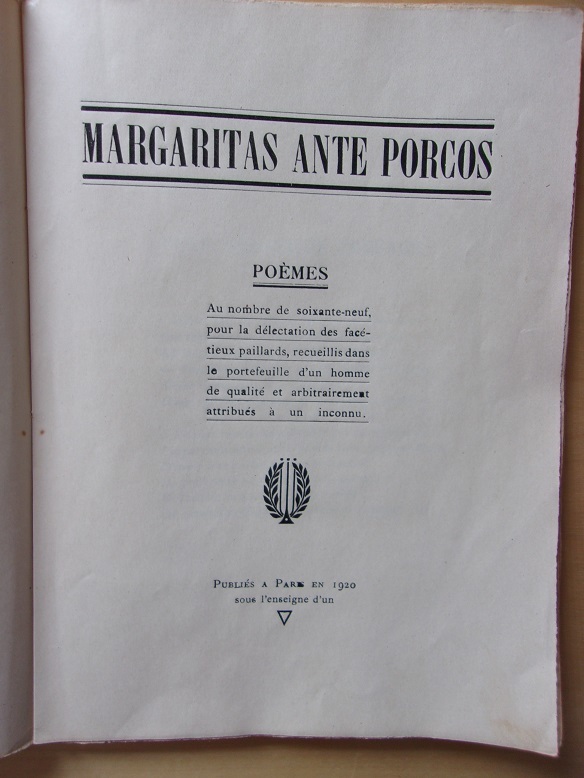 MARGARITAS ANTE PORCOS
POÈMES
Au nombre de soixante-neuf,
pour la délectation des facé-
tieux paillards, recueillis dans
le portefeuille d'un homme
de qualité et arbitrairement
attribués à un inconnu.
PUBLIÉS A PARIS EN 1920
sous l'enseigne d'un